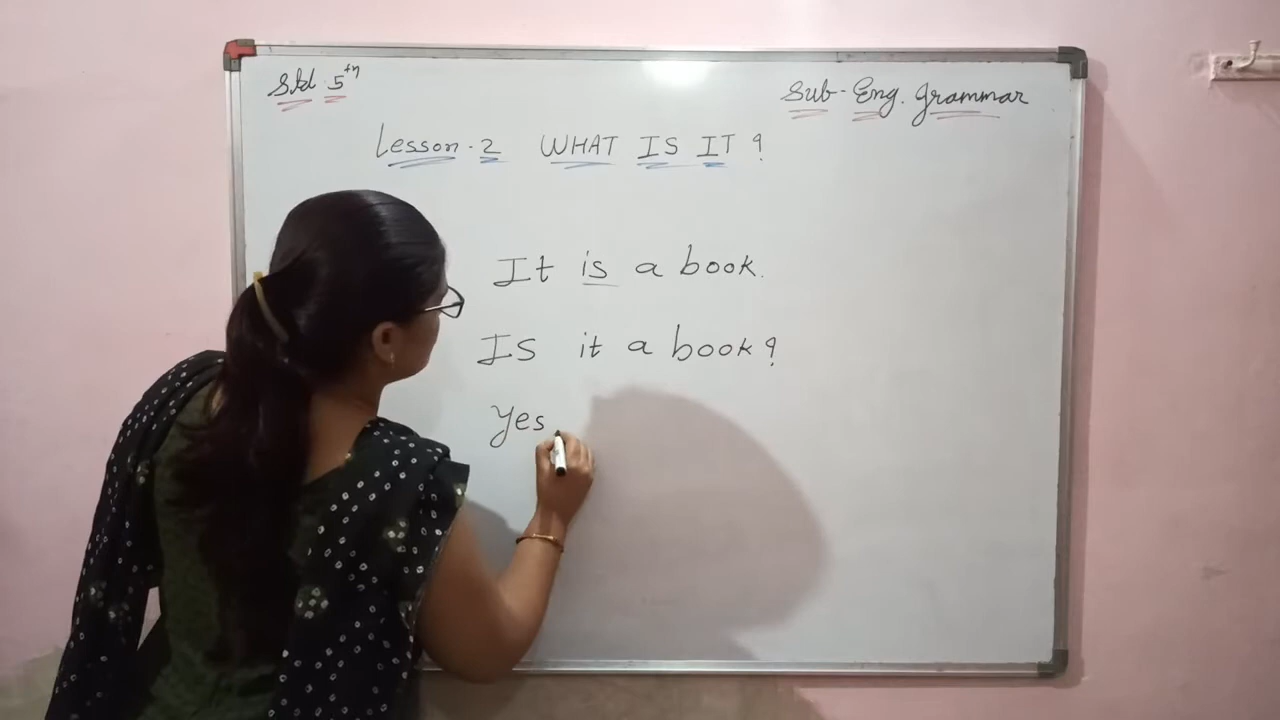 Std. 5th
Sub- Eng. Grammar
Lesson - 2 WHAT IS IT ?
It is a book.
IS it a book?
Yes